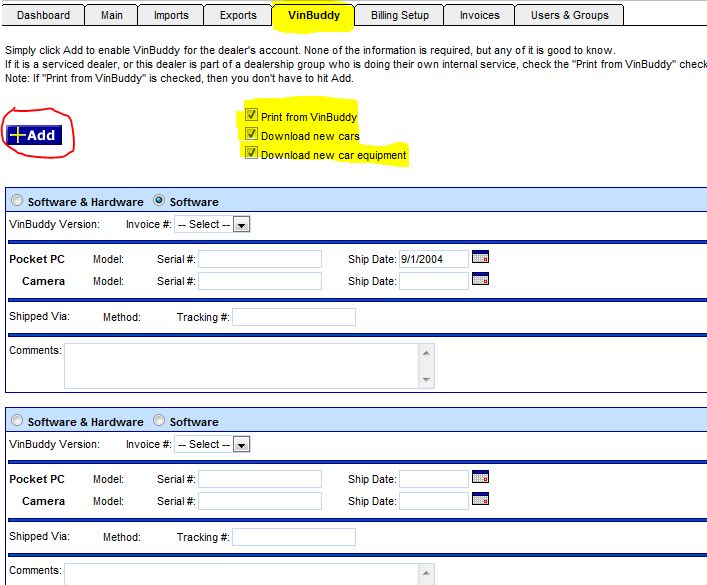 Dashboard Main Imports Exports VinBuddy Billing Setup Invoices Users & Groups
Simply click Add to enable VinBuddy for the dealer's account. None of the information is required, but any of it is good to know.
If it is a serviced dealer, or this dealer is part of a dealership group who is doing their own internal service, check the "Print from VinBuddy" chec
Note: If "Print from VinBuddy" is checked, then you don't have to hit Add.
+Add
Print from VinBuddy
Download new cars
Download new car equipment
Software & Hardware Software
VinBuddy Version: Invoice #: -- Select --
Pocket PC Model: Serial #: Ship Date: 9/1/2004
Camera Model: Serial #: Ship Date:
Shipped Via: Method: Tracking #:
Comments:
Software & Hardware Software
VinBuddy Version: Invoice #: -- Select --
Pocket PC Model: Serial #: Ship Date:
Camera Model: Serial #: Ship Date:
Shipped Via: Method: Tracking #:
Comments: